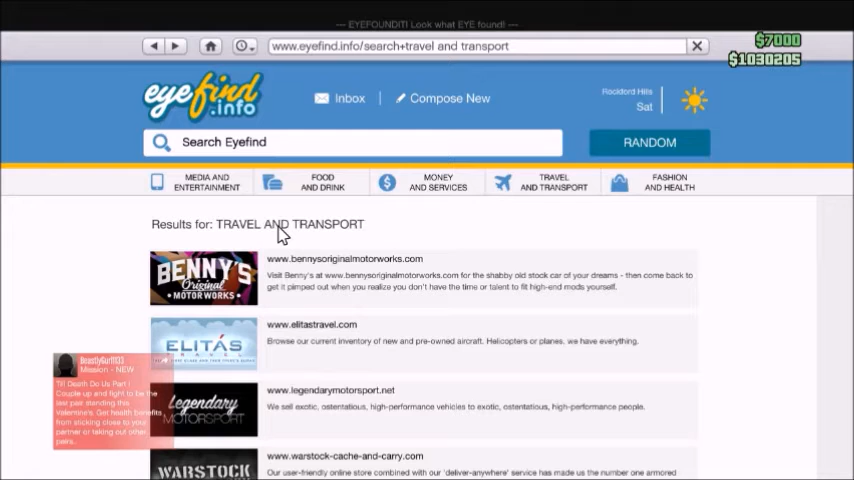 — EYEFOUNDIT! Look what EYE found! —
www.eyefind.info/search+travel and transport
$7000
$1030205
eyefind
.info
Inbox
Compose New
Rockford Hills
Sat
Search Eyefind
RANDOM
MEDIA AND
ENTERTAINMENT
FOOD
AND DRINK
MONEY
AND SERVICES
TRAVEL
AND TRANSPORT
FASHION
AND HEALTH
Results for: TRAVEL AND TRANSPORT
BENNY'S
Original
MOTOR WORKS
www.bennysoriginalmotorworks.com
Visit Benny's at www.bennysoriginalmotorworks.com for the shabby old stock car of your dreams - then come back to
get it pimped out when you realize you don't have the time or talent to fit high-end mods yourself.
ELITÁS
TRAVEL
www.elitastravel.com
Browse our current inventory of new and pre-owned aircraft. Helicopters or planes, we have everything.
Legendary
MOTORSPORT
www.legendarymotorsport.net
We sell exotic, ostentatious, high-performance vehicles to exotic, ostentatious, high-performance people.
WARSTOCK
www.warstock-cache-and-carry.com
Our user-friendly online store combined with our 'deliver-anywhere' service has made us the number one armored
Mission - NEW
Till Death Do Us Part !
Couple up and fight to be the
last pair standing this
Valentine's. Get health benefits
from sticking close to your
partner or taking out other
pairs.